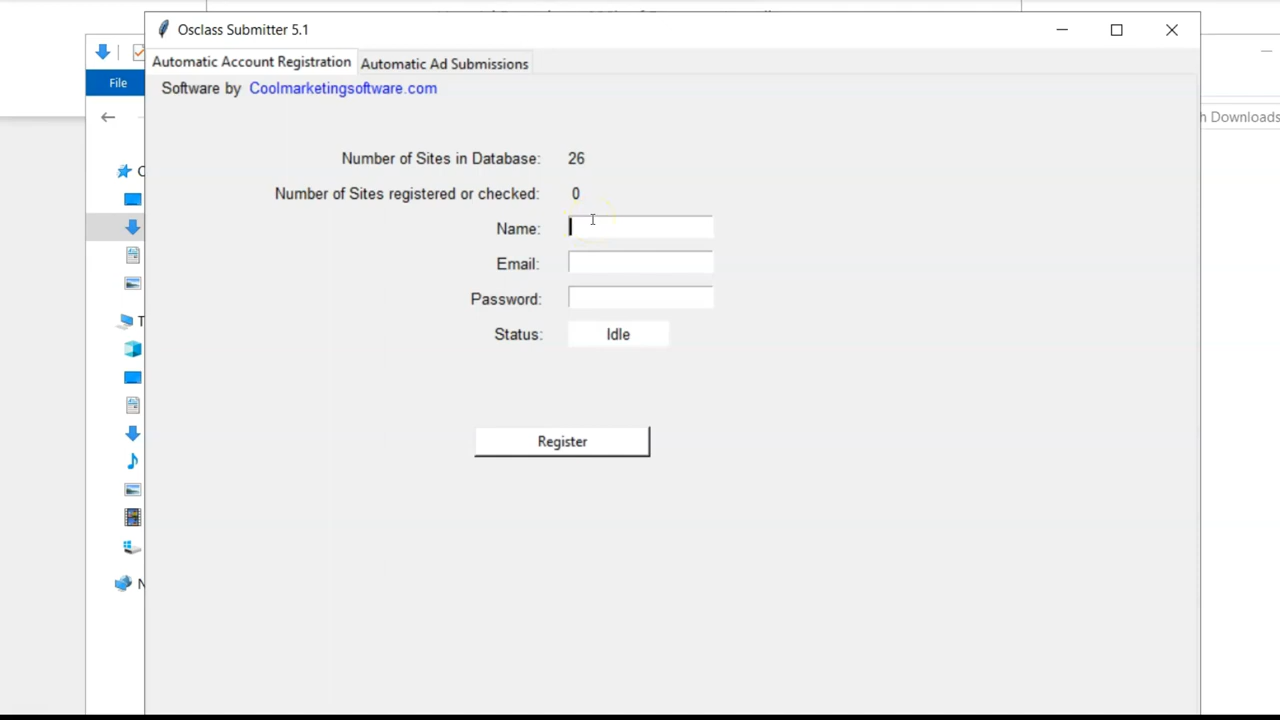 Osclass Submitter 5.1
Automatic Account Registration
Automatic Ad Submissions
File
Software by Coolmarketingsoftware.com
h Downloads
Number of Sites in Database: 26
Number of Sites registered or checked: 0
Name:
Email:
Password:
Status: Idle
Register